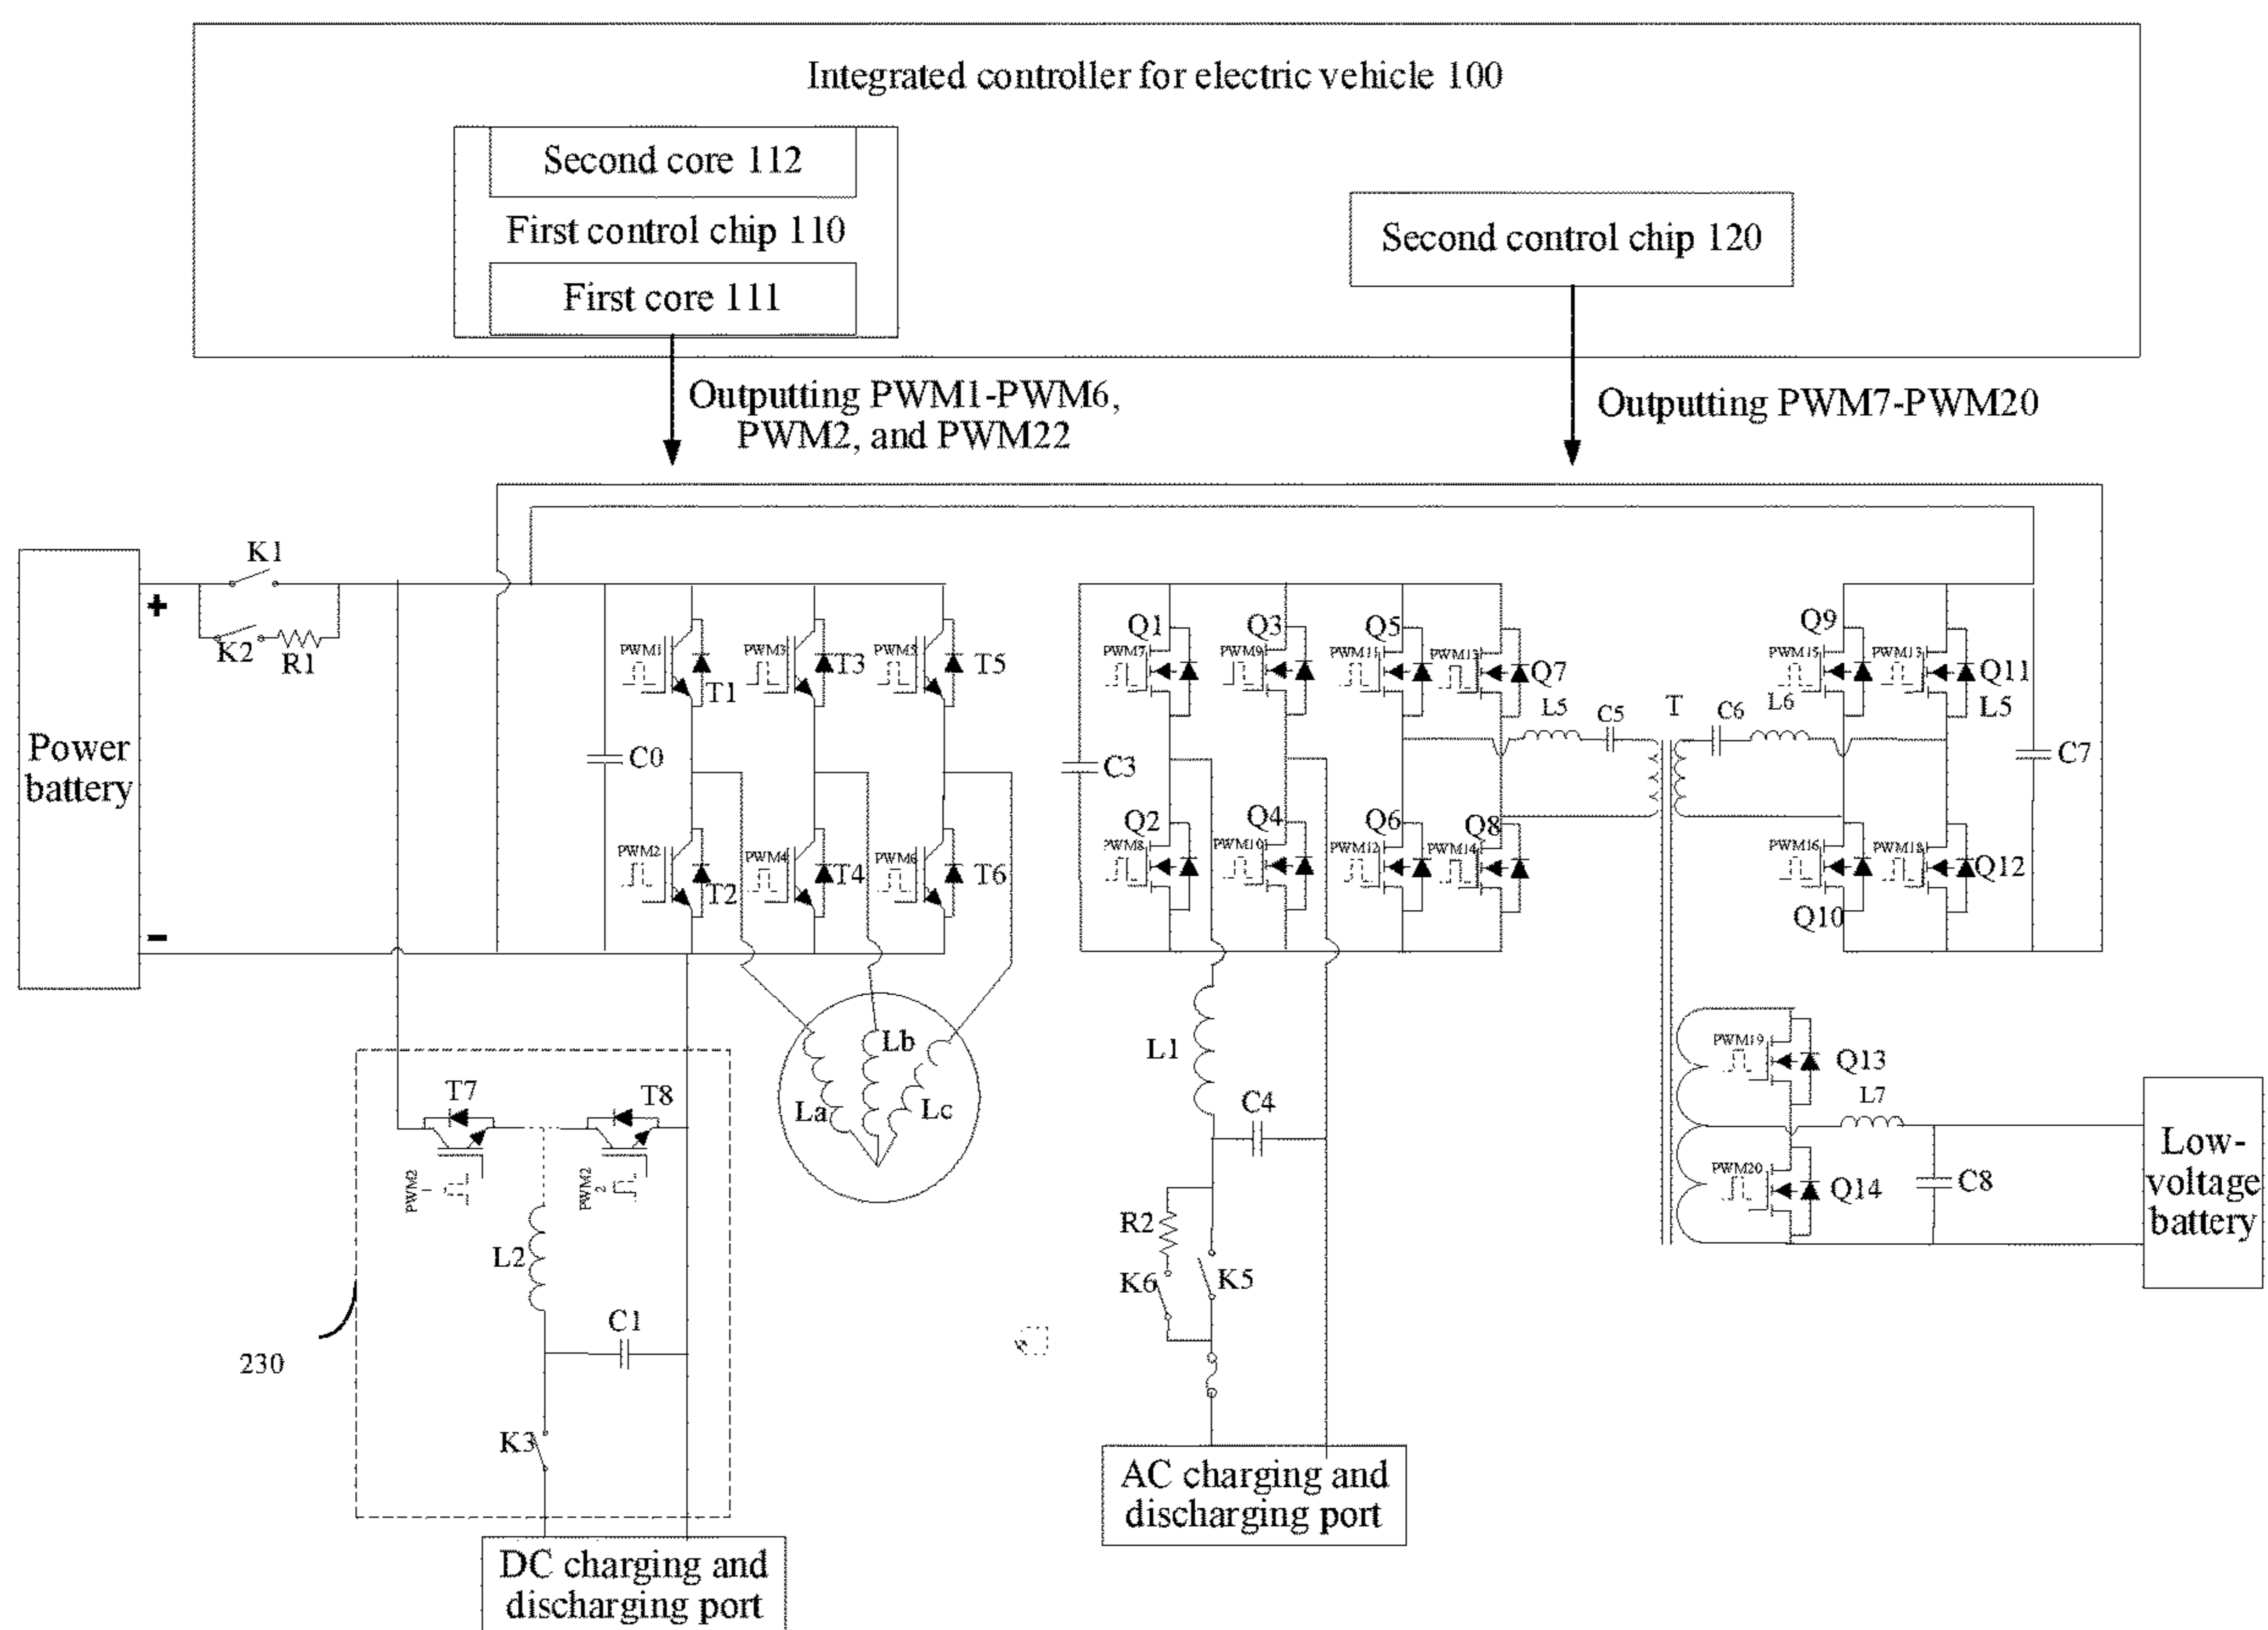 Integrated controller for electric vehicle 100
Second core 112
First control chip 110
First core 111
Second control chip 120
Outputting PWM1-PWM6,
PWM2, and PWM22
Outputting PWM7-PWM20
Power
battery
+
-
K1
K2
R1
C0
PWM1
T1
PWM3
T3
PWM5
T5
PWM2
T2
PWM4
T4
PWM6
T6
La
Lb
Lc
C3
Q1
PWM7
Q3
PWM9
Q5
PWM11
PWM13
Q7
Q2
PWM8
Q4
PWM10
Q6
PWM12
Q8
PWM14
L5
C5
T
C6
L6
Q9
PWM15
PWM13
Q11
L5
C7
PWM16
Q10
PWM18
Q12
T7
T8
PWM2
1
PWM2
2
L2
C1
K3
230
DC charging and
discharging port
L1
C4
R2
K6
K5
AC charging and
discharging port
PWM19
Q13
PWM20
Q14
L7
C8
Low-
voltage
battery